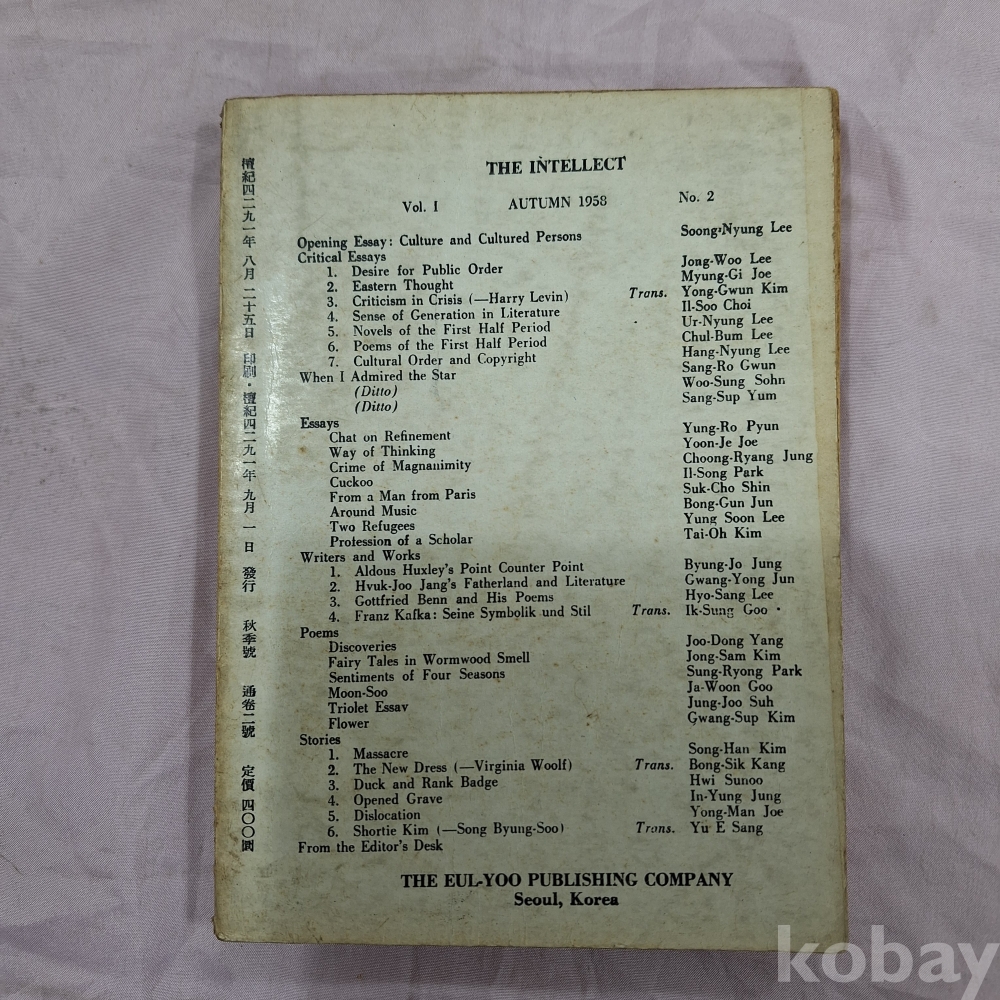 THE INTELLECT
Vol. I AUTUMN 1958 No. 2
Opening Essay: Culture and Cultured Persons Soong-Nyung Lee
Critical Essays
1. Desire for Public Order Jong-Woo Lee
2. Eastern Thought Myung-Gi Joe
3. Criticism in Crisis (—Harry Levin) Trans. Yong-Gwun Kim
4. Sense of Generation in Literature Il-Soo Choi
5. Novels of the First Half Period Ur-Nyung Lee
6. Poems of the First Half Period Chul-Bum Lee
7. Cultural Order and Copyright Hang-Nyung Lee
When I Admired the Star Sang-Ro Gwun
(Ditto) Woo-Sung Sohn
(Ditto) Sang-Sup Yum
Essays
Chat on Refinement Yung-Ro Pyun
Way of Thinking Yoon-Je Joe
Crime of Magnanimity Choong-Ryang Jung
Cuckoo Il-Song Park
From a Man from Paris Suk-Cho Shin
Around Music Bong-Gun Jun
Two Refugees Yung Soon Lee
Profession of a Scholar Tai-Oh Kim
Writers and Works
1. Aldous Huxley's Point Counter Point Byung-Jo Jung
2. Hvuk-Joo Jang's Fatherland and Literature Gwang-Yong Jun
3. Gottfried Benn and His Poems Hyo-Sang Lee
4. Franz Kafka: Seine Symbolik und Stil Trans. Ik-Sung Goo
Poems
Discoveries Joo-Dong Yang
Fairy Tales in Wormwood Smell Jong-Sam Kim
Sentiments of Four Seasons Sung-Ryong Park
Moon-Soo Ja-Woon Goo
Triolet Essav Jung-Joo Suh
Flower Gwang-Sup Kim
Stories
1. Massacre Song-Han Kim
2. The New Dress (—Virginia Woolf) Trans. Bong-Sik Kang
3. Duck and Rank Badge Hwi Sunoo
4. Opened Grave In-Yung Jung
5. Dislocation Yong-Man Joe
6. Shortie Kim (—Song Byung-Soo) Trans. Yu E Sang
From the Editor's Desk
THE EUL-YOO PUBLISHING COMPANY
Seoul, Korea
檀紀四二九一年 八月 二十五日 印刷・檀紀四二九一年 九月 一日 發行 秋季號 通卷二號 定價 四〇〇圜
kobay